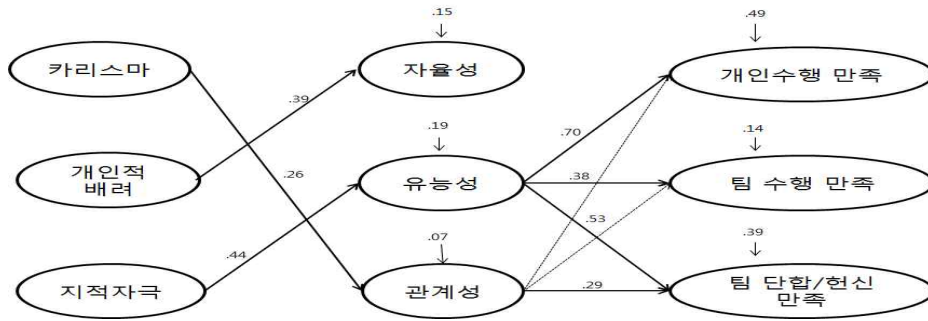 .15
.49
카리스마
자율성
개인수행 만족
.39
.19
.70
.14
개인적
배려
.26
유능성
.38
팀 수행 만족
.53
.07
.39
.44
지적자극
관계성
.29
팀 단합/헌신
만족